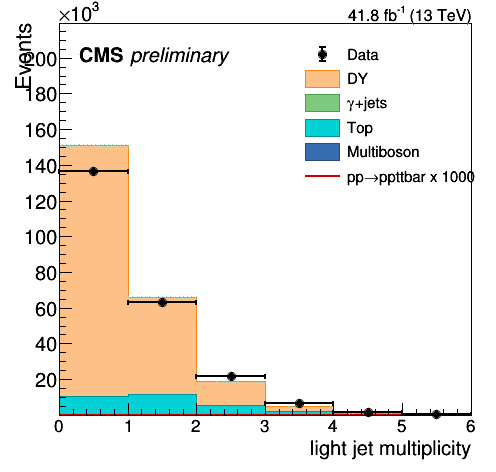 ×10³
41.8 fb⁻¹ (13 TeV)
Events
CMS preliminary
Data
DY
γ+jets
Top
Multiboson
pp→ppttbar x 1000
200
180
160
140
120
100
80
60
40
20
0 1 2 3 4 5 6
light jet multiplicity